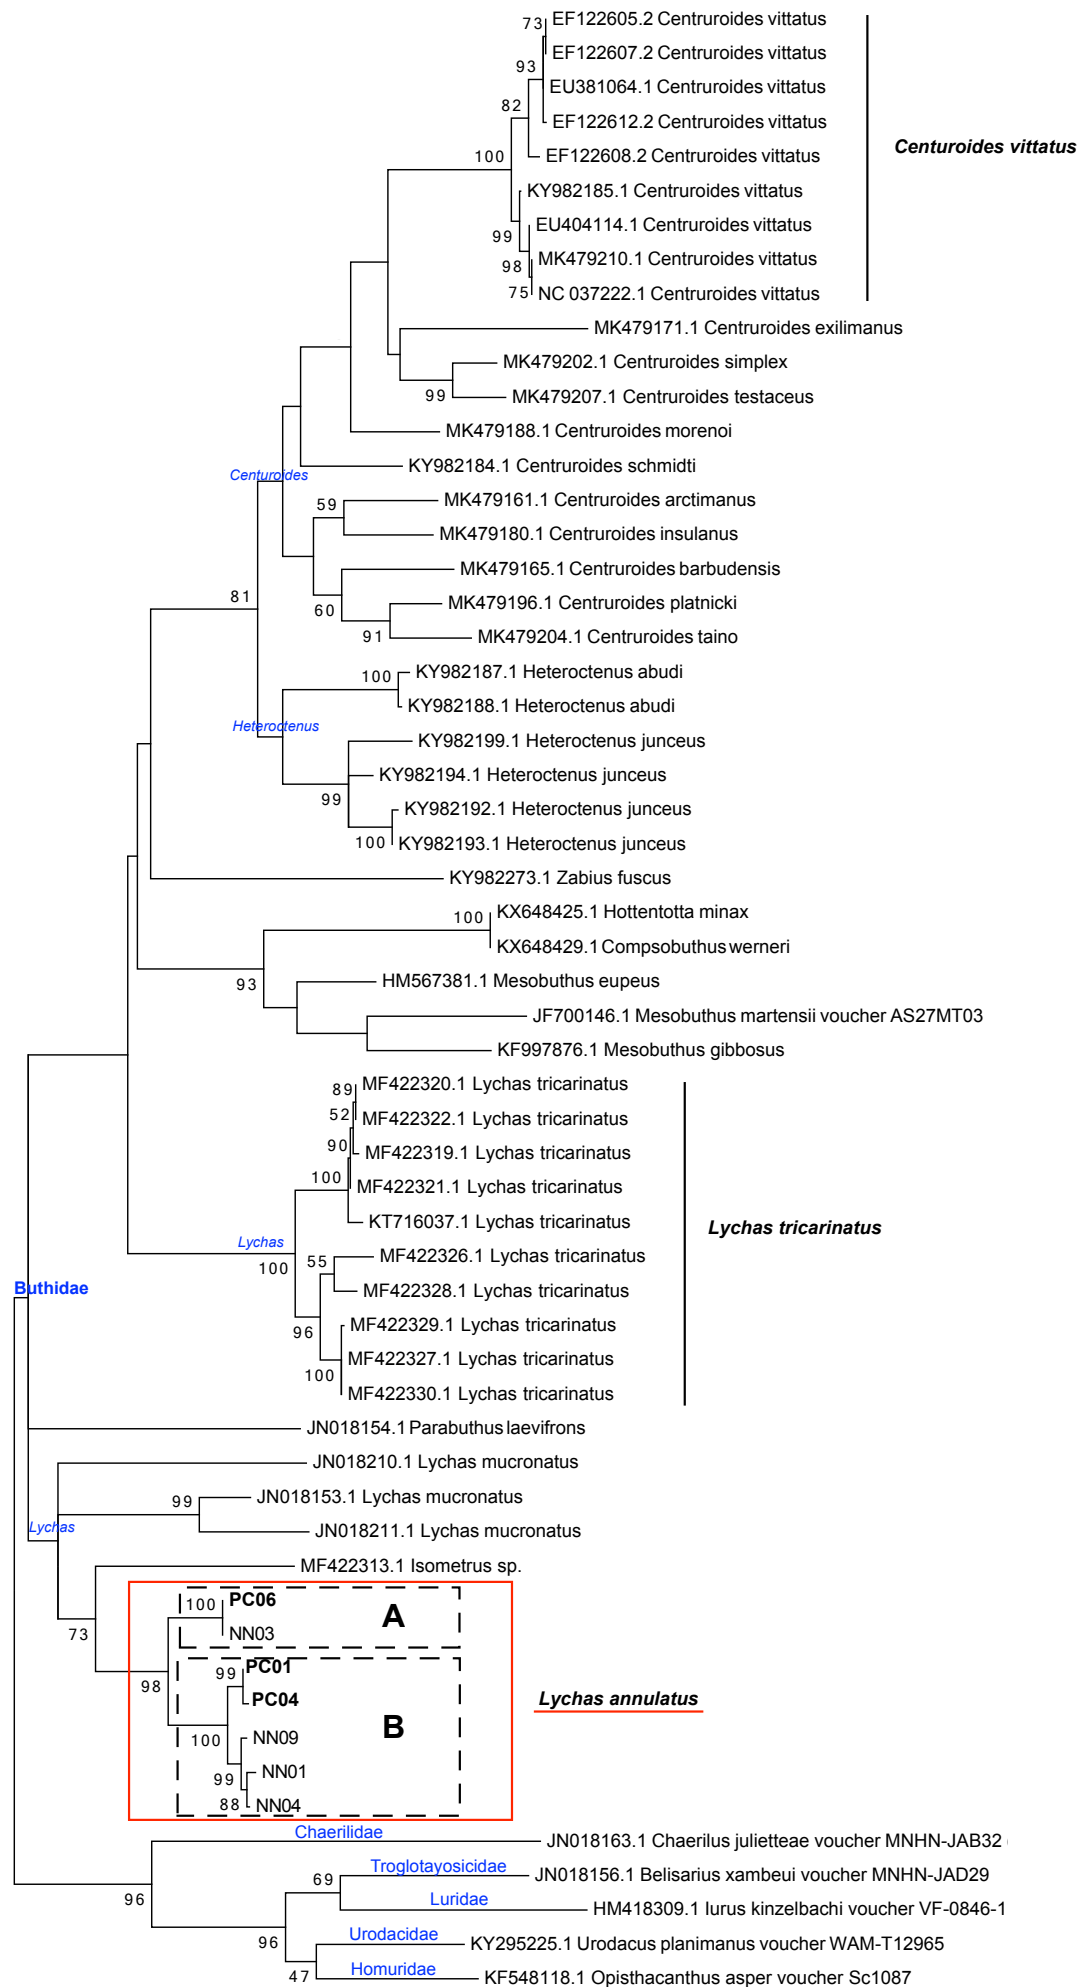 73
EF122605.2 Centruroides vittatus
EF122607.2 Centruroides vittatus
93
EU381064.1 Centruroides vittatus
82
EF122612.2 Centruroides vittatus
Centuroides vittatus
100
EF122608.2 Centruroides vittatus
KY982185.1 Centruroides vittatus
EU404114.1 Centruroides vittatus
99
MK479210.1 Centruroides vittatus
98
75
NC 037222.1 Centruroides vittatus
MK479171.1 Centruroides exilimanus
MK479202.1 Centruroides simplex
99
MK479207.1 Centruroides testaceus
MK479188.1 Centruroides morenoi
KY982184.1 Centruroides schmidti
Centuroides
59
MK479161.1 Centruroides arctimanus
MK479180.1 Centruroides insulanus
MK479165.1 Centruroides barbudensis
81
60
MK479196.1 Centruroides platnicki
91
MK479204.1 Centruroides taino
100
KY982187.1 Heteroctenus abudi
KY982188.1 Heteroctenus abudi
Heteroctenus
KY982199.1 Heteroctenus junceus
KY982194.1 Heteroctenus junceus
99
KY982192.1 Heteroctenus junceus
100
KY982193.1 Heteroctenus junceus
KY982273.1 Zabius fuscus
100
KX648425.1 Hottentotta minax
KX648429.1 Compsobuthus werneri
93
HM567381.1 Mesobuthus eupeus
JF700146.1 Mesobuthus martensii voucher AS27MT03
KF997876.1 Mesobuthus gibbosus
89
MF422320.1 Lychas tricarinatus
52
MF422322.1 Lychas tricarinatus
90
MF422319.1 Lychas tricarinatus
100
MF422321.1 Lychas tricarinatus
KT716037.1 Lychas tricarinatus
Lychas tricarinatus
Lychas
100
55
MF422326.1 Lychas tricarinatus
MF422328.1 Lychas tricarinatus
Buthidae
96
MF422329.1 Lychas tricarinatus
MF422327.1 Lychas tricarinatus
100
MF422330.1 Lychas tricarinatus
JN018154.1 Parabuthus laevifrons
JN018210.1 Lychas mucronatus
99
JN018153.1 Lychas mucronatus
Lychas
JN018211.1 Lychas mucronatus
MF422313.1 Isometrus sp.
100
PC06
A
73
NN03
99
PC01
98
PC04
Lychas annulatus
B
100
NN09
99
NN01
88
NN04
Chaerilidae
JN018163.1 Chaerilus julietteae voucher MNHN-JAB32
Troglotayosicidae
69
JN018156.1 Belisarius xambeui voucher MNHN-JAD29
96
Luridae
HM418309.1 Iurus kinzelbachi voucher VF-0846-1
96
Urodacidae
KY295225.1 Urodacus planimanus voucher WAM-T12965
Homuridae
47
KF548118.1 Opisthacanthus asper voucher Sc1087